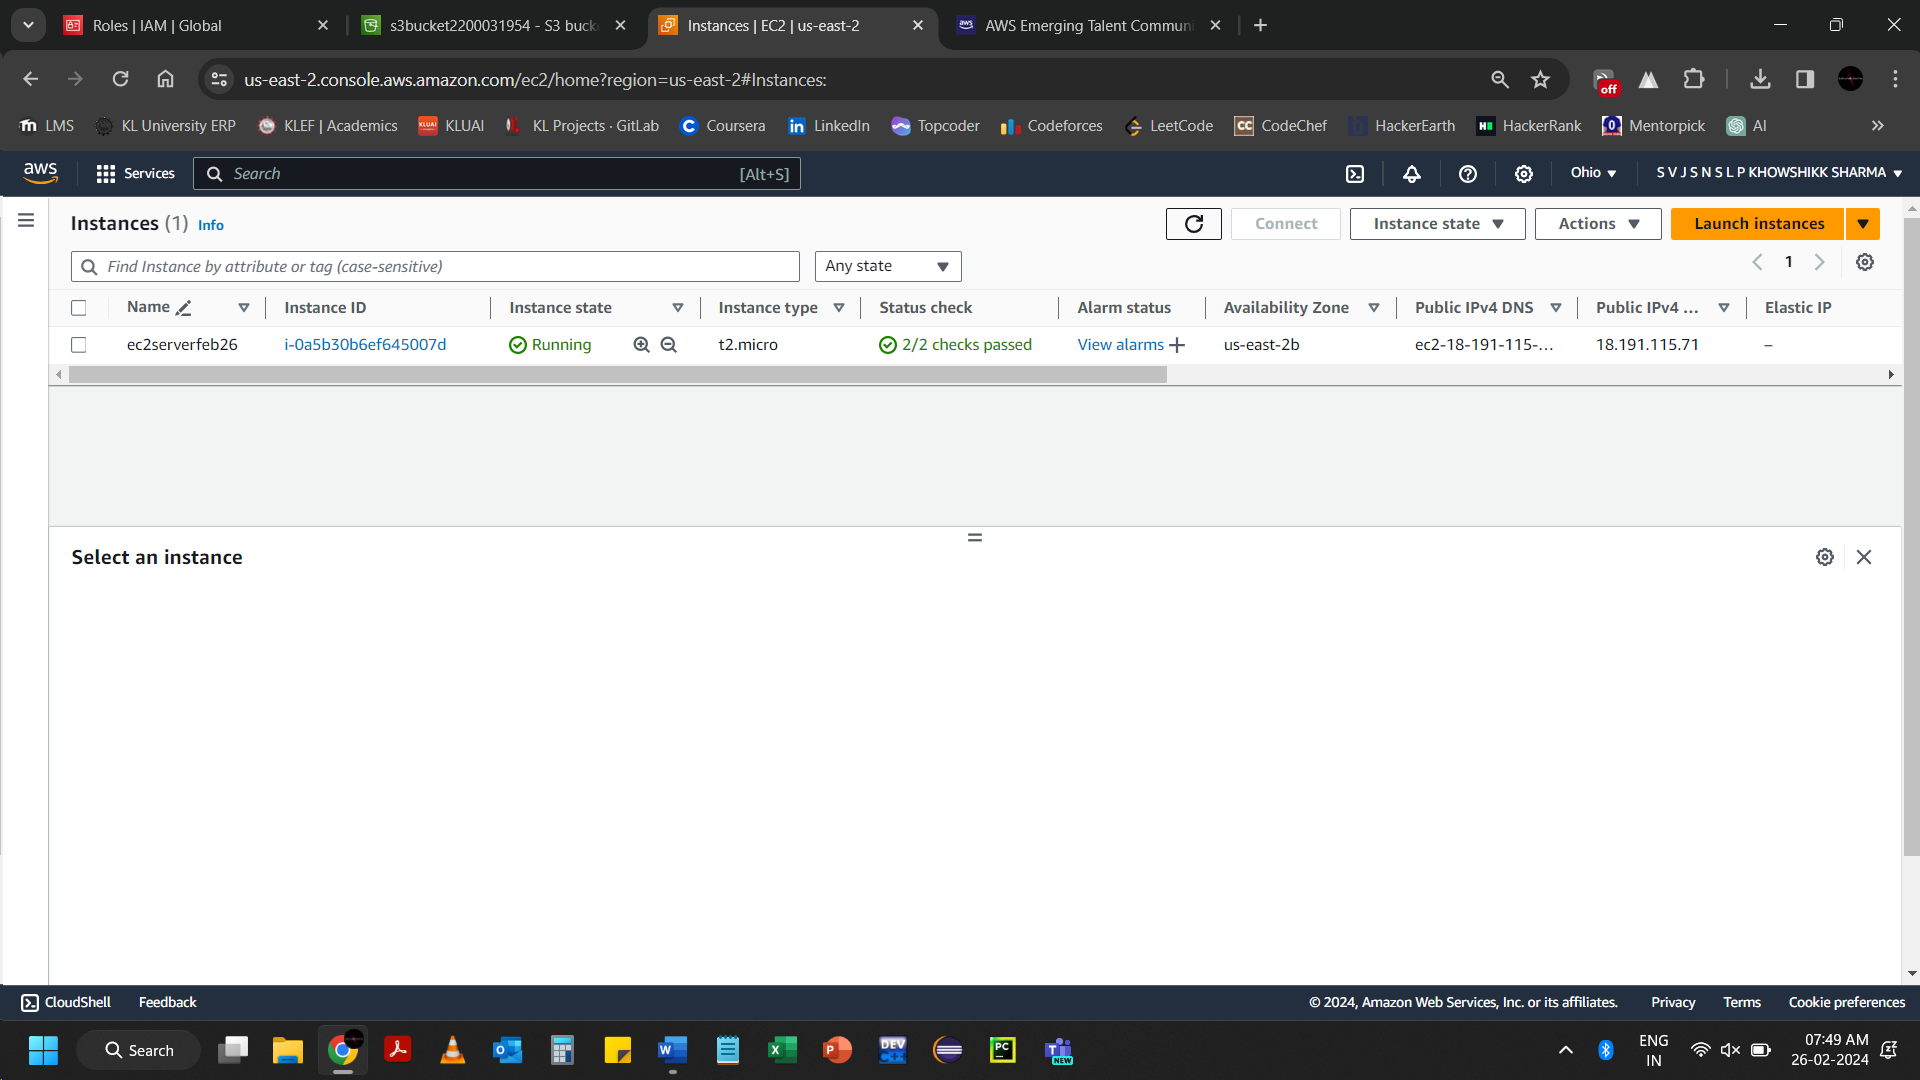 Roles | IAM | Global
s3bucket2200031954 - S3 buck
Instances | EC2 | us-east-2
AWS Emerging Talent Communi
us-east-2.console.aws.amazon.com/ec2/home?region=us-east-2#Instances:
off
LMS
KL University ERP
KLEF | Academics
KLUAI
KL Projects · GitLab
Coursera
LinkedIn
Topcoder
Codeforces
LeetCode
CodeChef
HackerEarth
HackerRank
Mentorpick
AI
aws
Services
Search
[Alt+S]
Ohio
S V J S N S L P KHOWSHIKK SHARMA
Instances (1) Info
Connect
Instance state
Actions
Launch instances
Find Instance by attribute or tag (case-sensitive)
Any state
1
Name
Instance ID
Instance state
Instance type
Status check
Alarm status
Availability Zone
Public IPv4 DNS
Public IPv4 ...
Elastic IP
ec2serverfeb26
i-0a5b30b6ef645007d
Running
t2.micro
2/2 checks passed
View alarms
us-east-2b
ec2-18-191-115-...
18.191.115.71
–
Select an instance
CloudShell
Feedback
© 2024, Amazon Web Services, Inc. or its affiliates.
Privacy
Terms
Cookie preferences
Search
DEV
PC
NEW
ENG
IN
07:49 AM
26-02-2024